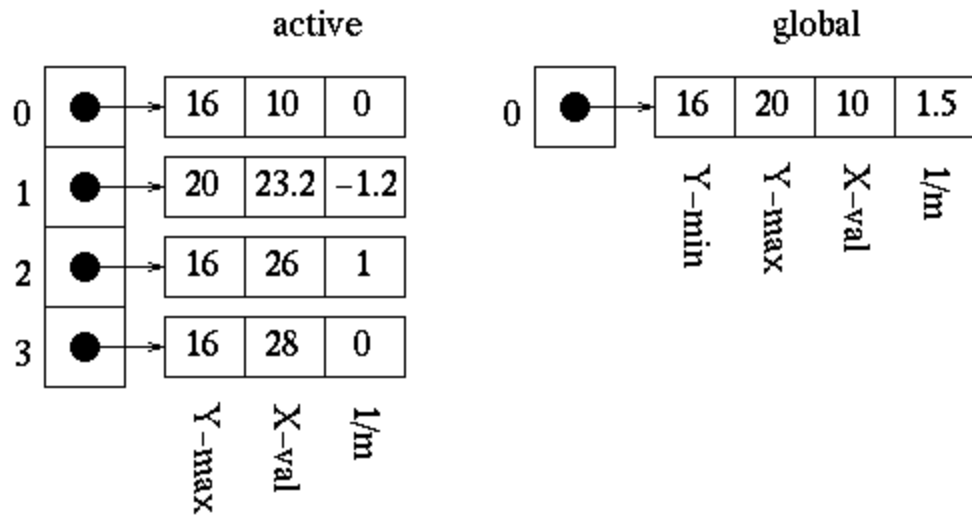 active
0 16 10 0
1 20 23.2 -1.2
2 16 26 1
3 16 28 0
Y-max X-val 1/m
global
0 16 20 10 1.5
Y-min Y-max X-val 1/m